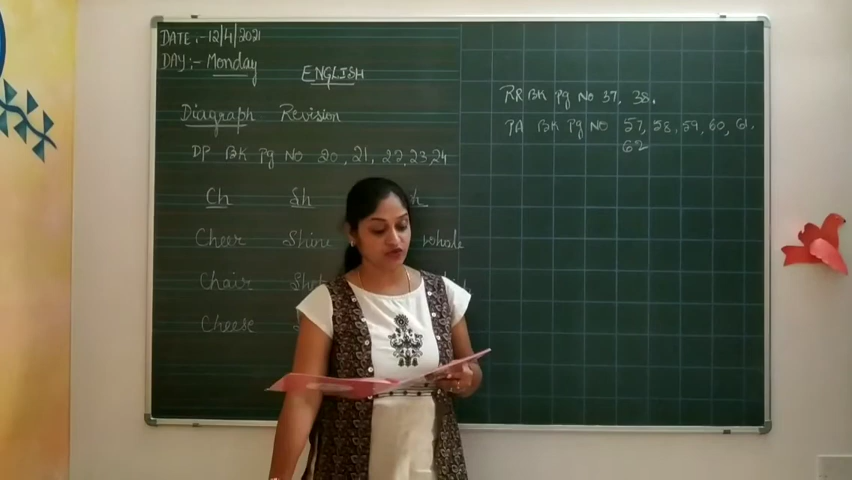 DATE :- 12/4/2021
DAY :- Monday
ENGLISH
Diagraph Revision
DP BK Pg NO 20, 21, 22, 23, 24
Ch Sh
Cheer Shine whale
Chair
Cheese
RR BK Pg No 37, 38.
PA BK Pg NO 57, 58, 59, 60, 61,
62